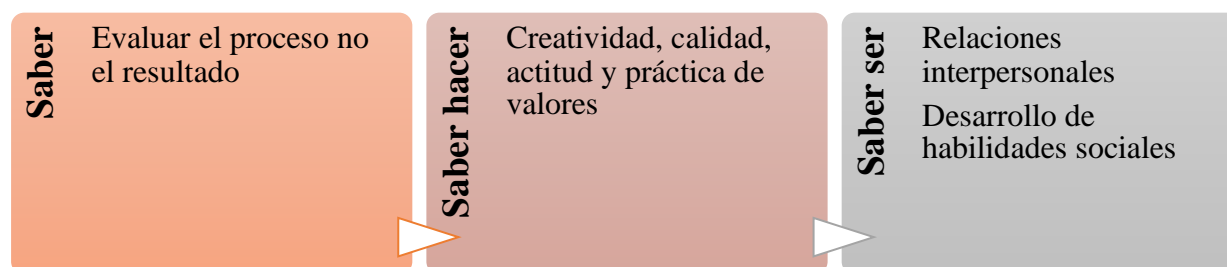 Saber
Evaluar el proceso no
el resultado
Saber hacer
Creatividad, calidad,
actitud y práctica de
valores
Saber ser
Relaciones
interpersonales
Desarrollo de
habilidades sociales